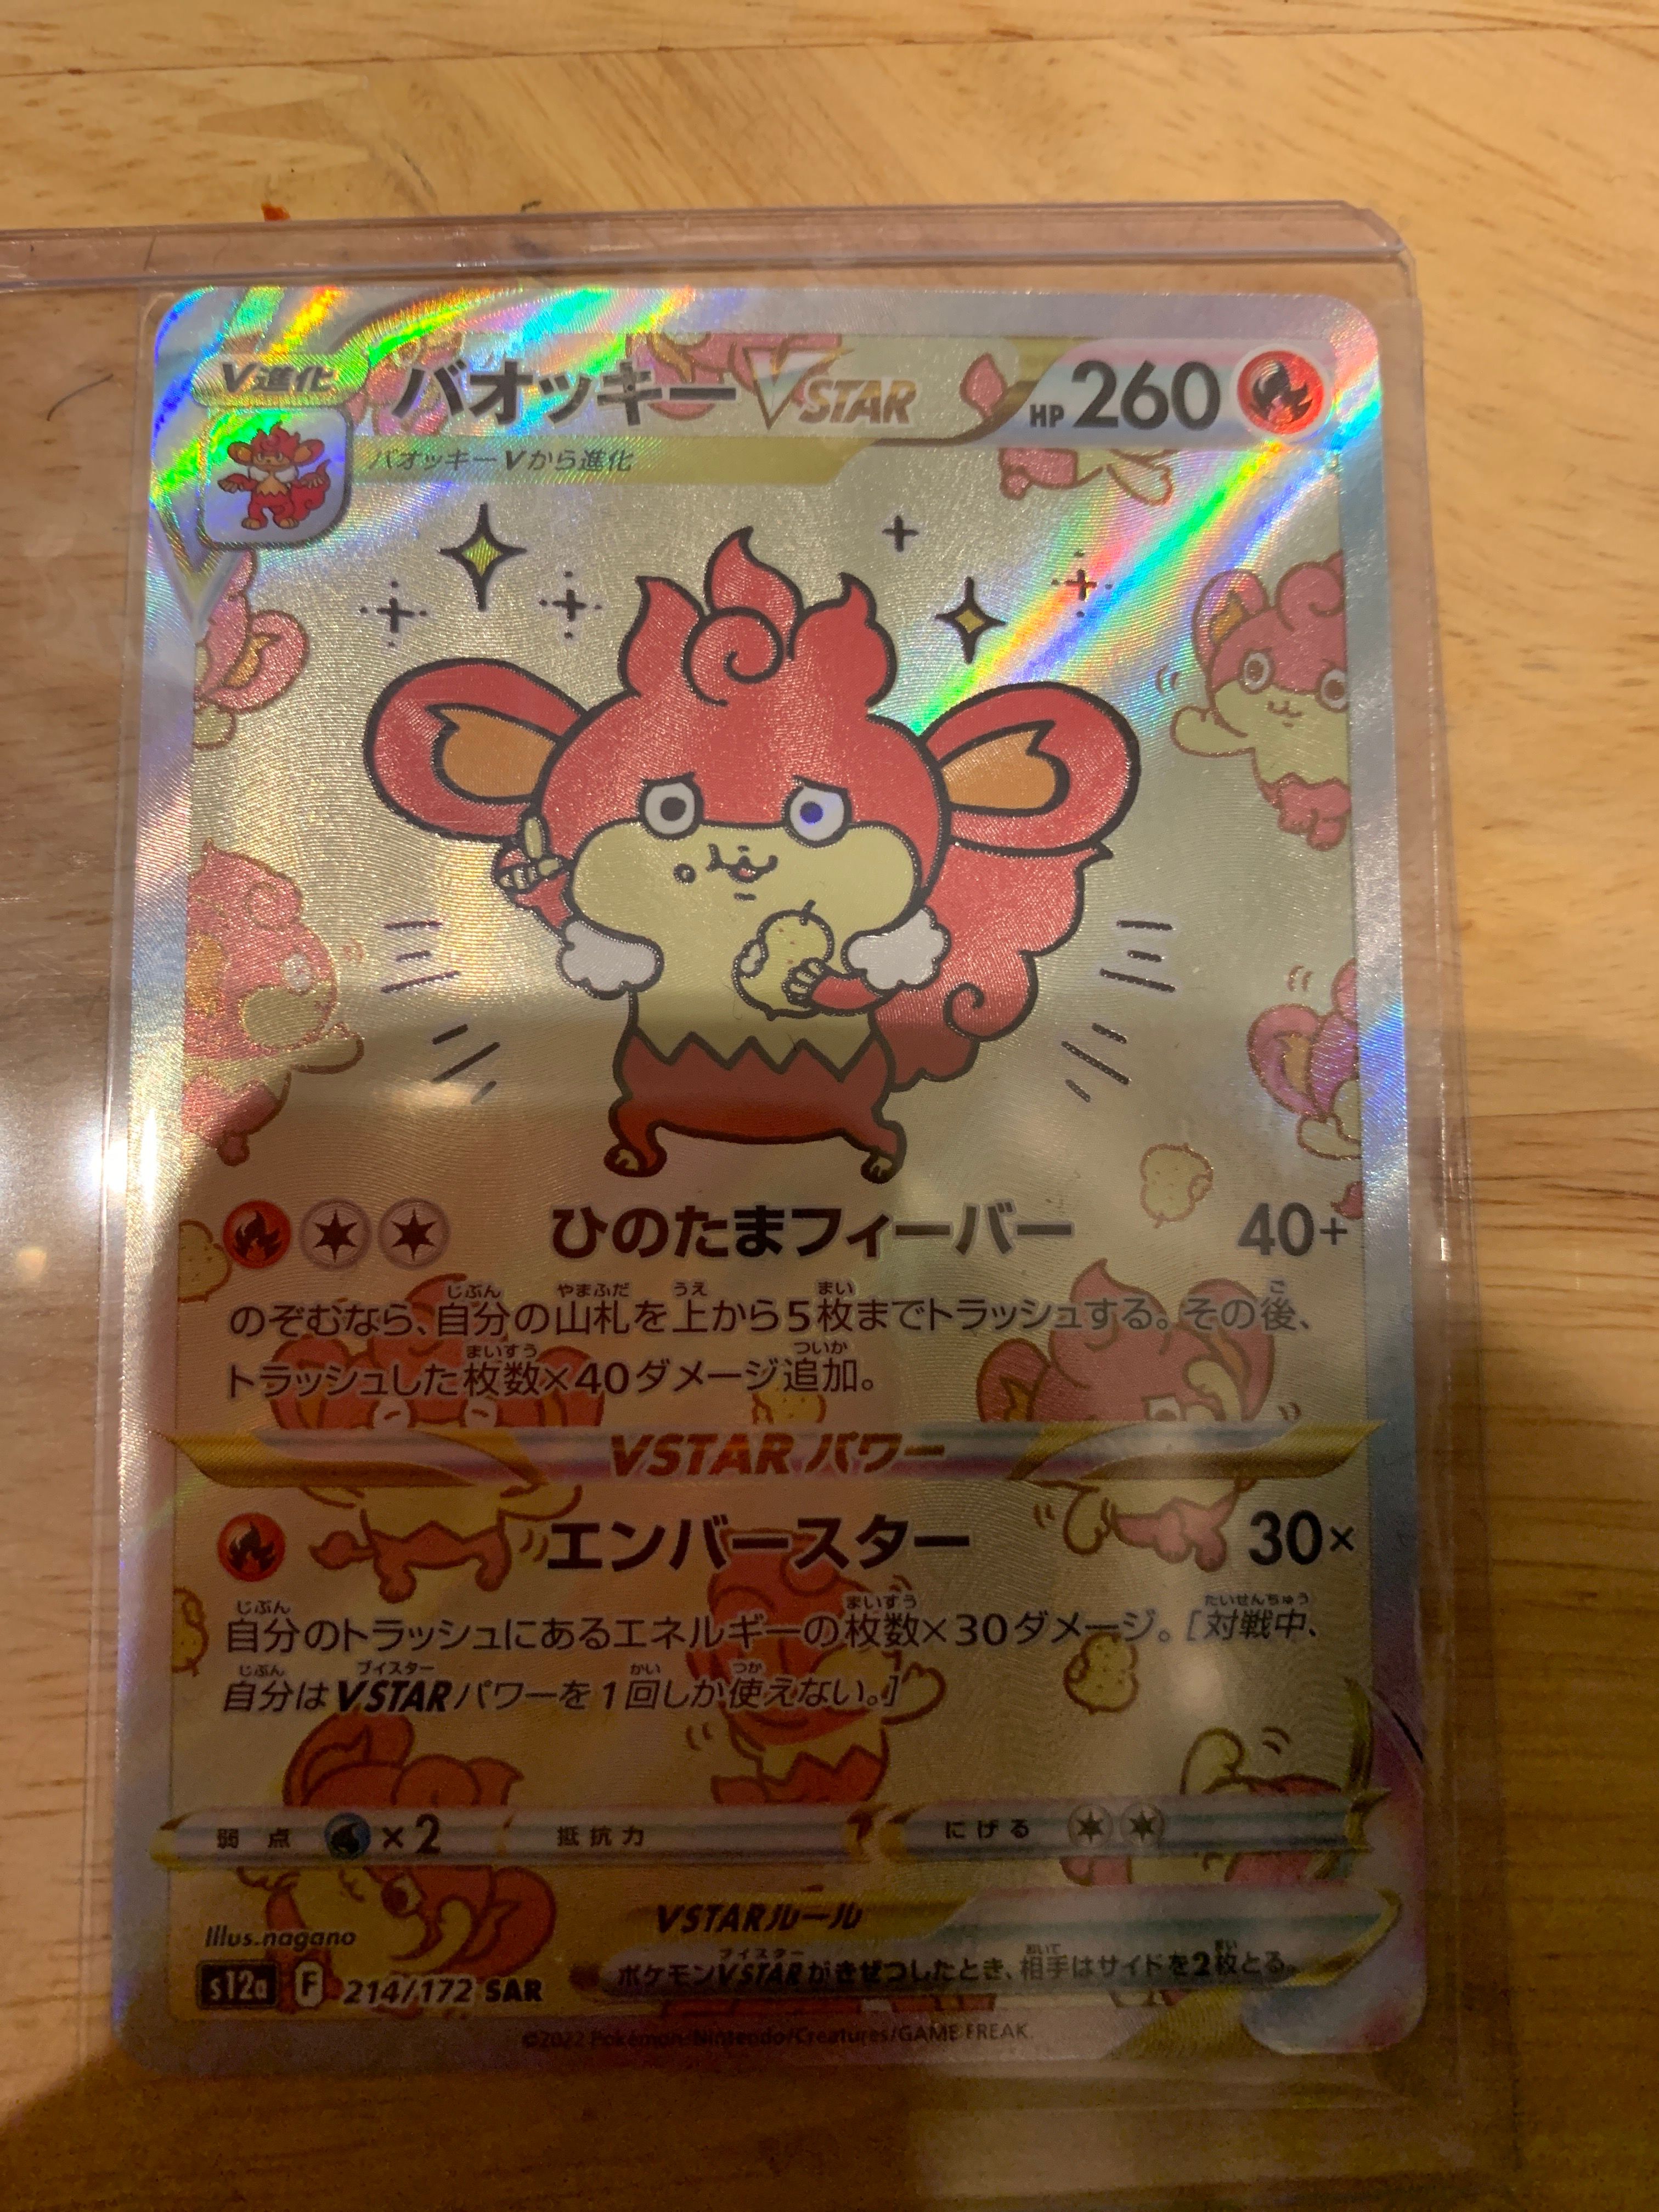 V進化
バオッキーVSTAR
HP 260
バオッキーVから進化
ひのたまフィーバー 40+
のぞむなら、自分の山札を上から5枚までトラッシュする。その後、
トラッシュした枚数×40ダメージ追加。
VSTARパワー
エンバースター 30×
自分のトラッシュにあるエネルギーの枚数×30ダメージ。[対戦中、
自分はVSTARパワーを1回しか使えない。]
弱点 ×2 抵抗力 にげる
Illus.nagano
VSTARルール
ポケモンVSTARがきぜつしたとき、相手はサイドを2枚とる。
s12a F 214/172 SAR
©2022 Pokémon/Nintendo/Creatures/GAME FREAK.